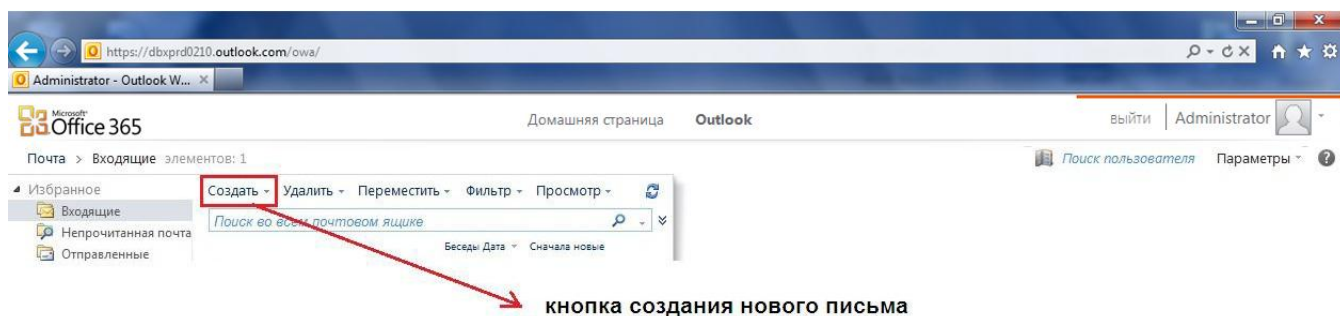 https://dbxprd0210.outlook.com/owa/
Administrator - Outlook W...
Microsoft
Office 365
Домашняя страница Outlook
выйти Administrator
Почта > Входящие элементов: 1
Поиск пользователя Параметры
Избранное
Создать Удалить Переместить Фильтр Просмотр
Входящие
Поиск во всем почтовом ящике
Непрочитанная почта
Беседы Дата Сначала новые
Отправленные
кнопка создания нового письма